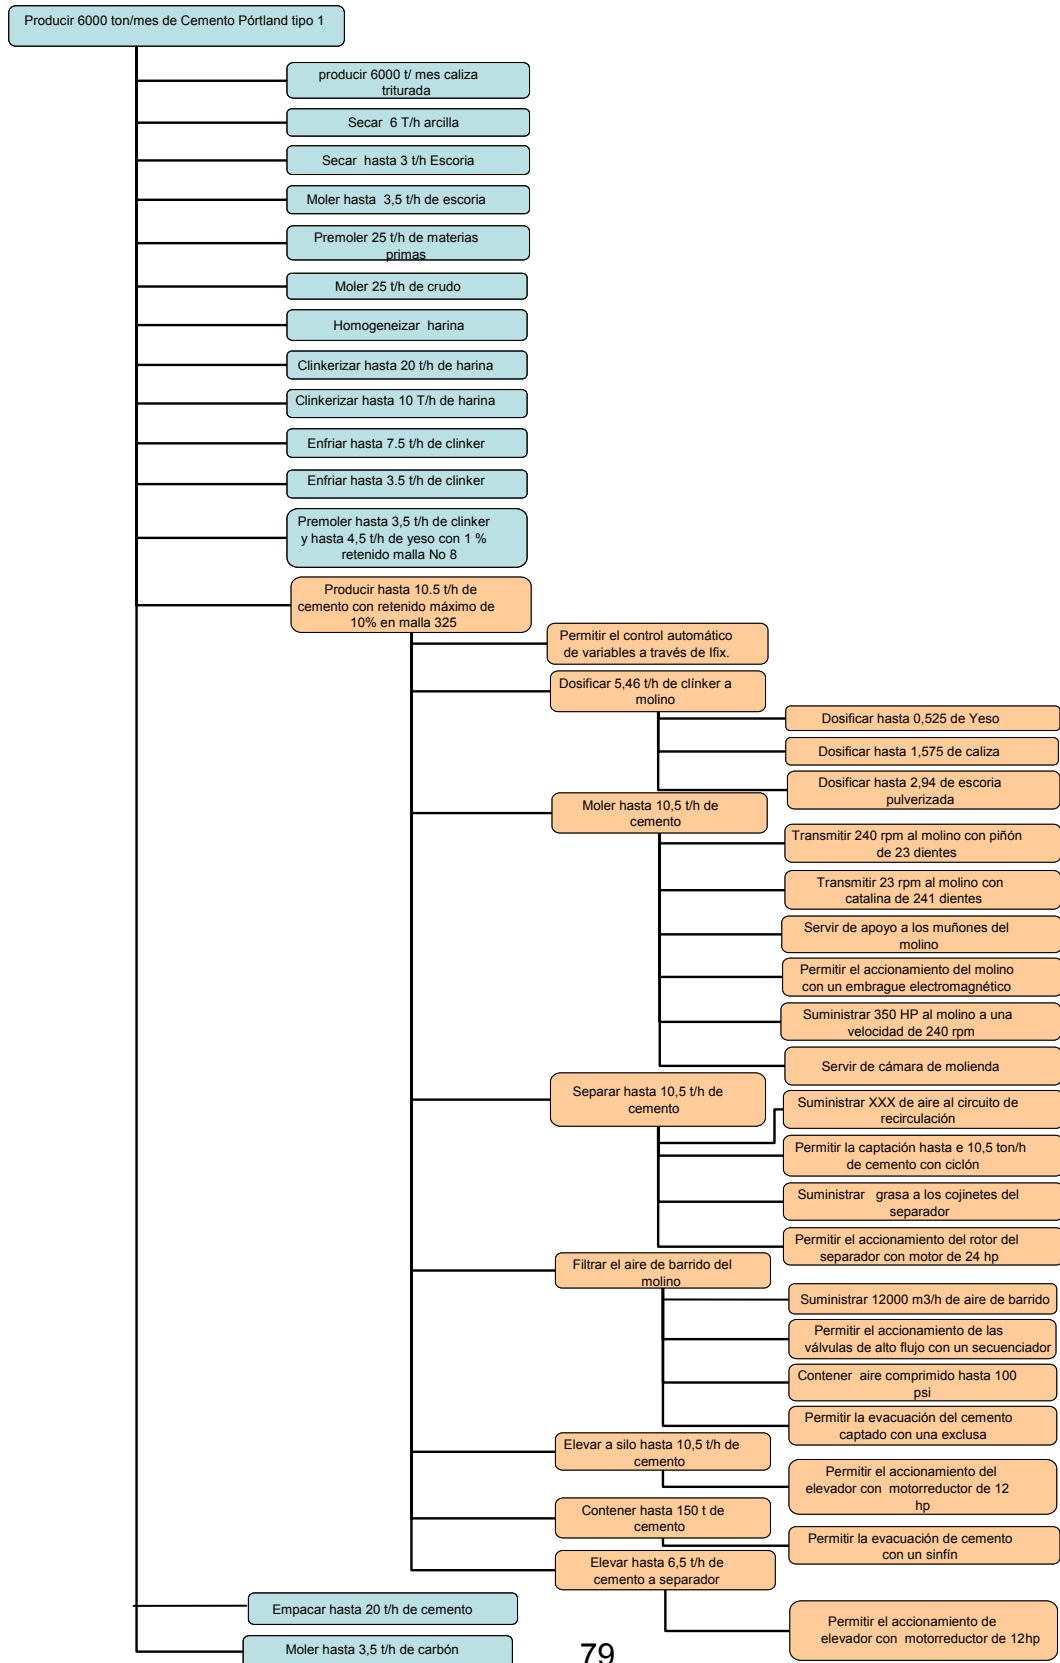 Producir 6000 ton/mes de Cemento Pórtland tipo 1
producir 6000 t/ mes caliza
triturada
Secar 6 T/h arcilla
Secar hasta 3 t/h Escoria
Moler hasta 3,5 t/h de escoria
Premoler 25 t/h de materias
primas
Moler 25 t/h de crudo
Homogeneizar harina
Clinkerizar hasta 20 t/h de harina
Clinkerizar hasta 10 T/h de harina
Enfriar hasta 7.5 t/h de clinker
Enfriar hasta 3.5 t/h de clinker
Premoler hasta 3,5 t/h de clinker
y hasta 4,5 t/h de yeso con 1 %
retenido malla No 8
Producir hasta 10.5 t/h de
cemento con retenido máximo de
10% en malla 325
Permitir el control automático
de variables a través de Ifix.
Dosificar 5,46 t/h de clínker a
molino
Dosificar hasta 0,525 de Yeso
Dosificar hasta 1,575 de caliza
Dosificar hasta 2,94 de escoria
pulverizada
Moler hasta 10,5 t/h de
cemento
Transmitir 240 rpm al molino con piñón
de 23 dientes
Transmitir 23 rpm al molino con
catalina de 241 dientes
Servir de apoyo a los muñones del
molino
Permitir el accionamiento del molino
con un embrague electromagnético
Suministrar 350 HP al molino a una
velocidad de 240 rpm
Servir de cámara de molienda
Separar hasta 10,5 t/h de
cemento
Suministrar XXX de aire al circuito de
recirculación
Permitir la captación hasta e 10,5 ton/h
de cemento con ciclón
Suministrar grasa a los cojinetes del
separador
Permitir el accionamiento del rotor del
separador con motor de 24 hp
Filtrar el aire de barrido del
molino
Suministrar 12000 m3/h de aire de barrido
Permitir el accionamiento de las
válvulas de alto flujo con un secuenciador
Contener aire comprimido hasta 100
psi
Permitir la evacuación del cemento
captado con una exclusa
Elevar a silo hasta 10,5 t/h de
cemento
Permitir el accionamiento del
elevador con motorreductor de 12
hp
Contener hasta 150 t de
cemento
Permitir la evacuación de cemento
con un sinfín
Elevar hasta 6,5 t/h de
cemento a separador
Permitir el accionamiento de
elevador con motorreductor de 12hp
Empacar hasta 20 t/h de cemento
Moler hasta 3,5 t/h de carbón
79